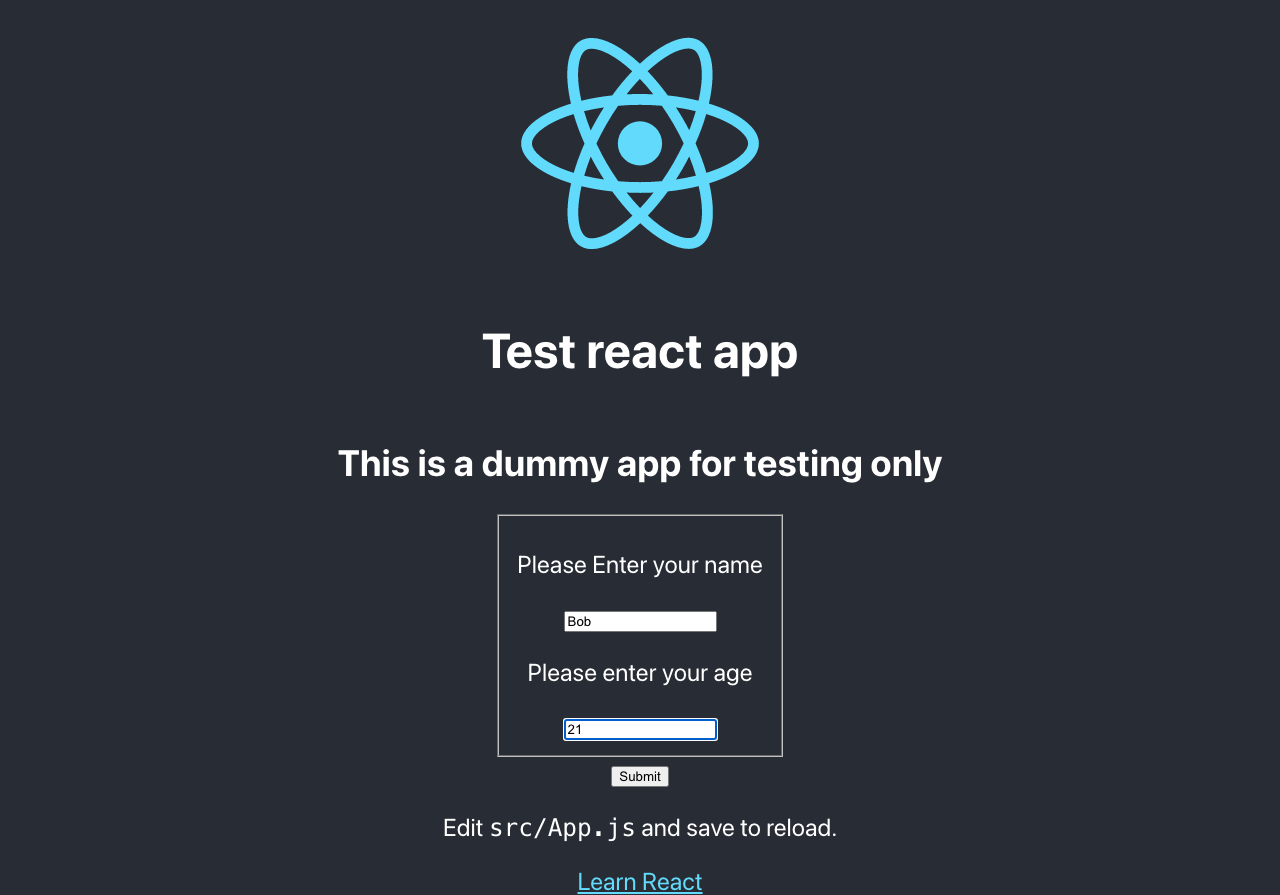 Test react app
This is a dummy app for testing only
Please Enter your name
Bob
Please enter your age
21
Submit
Edit src/App.js and save to reload.
Learn React